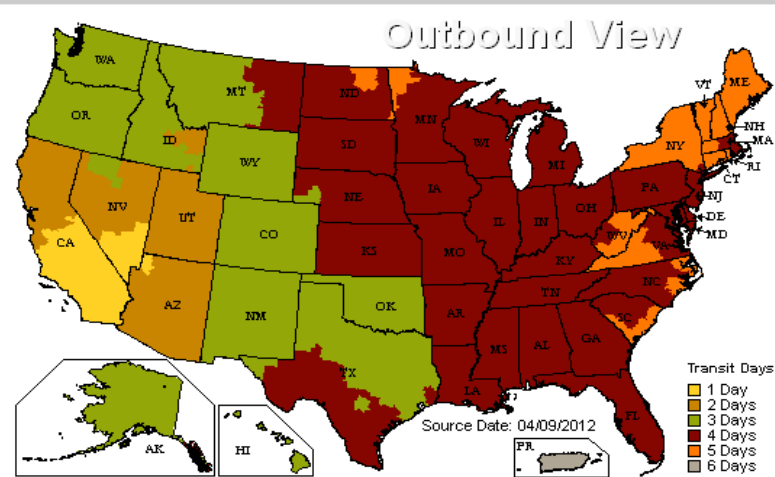 Outbound View
WA
OR
MT
ID
WY
ND
SD
NE
MN
WI
MI
IA
VT
ME
NH
MA
NY
RI
CT
PA
NJ
DE
MD
NV
UT
CA
CO
KS
MO
IL
IN
OH
WV
VA
KY
NC
TN
AZ
NM
OK
AR
SC
MS
AL
GA
TX
LA
FL
AK
HI
Source Date: 04/09/2012
PR
Transit Days
1 Day
2 Days
3 Days
4 Days
5 Days
6 Days